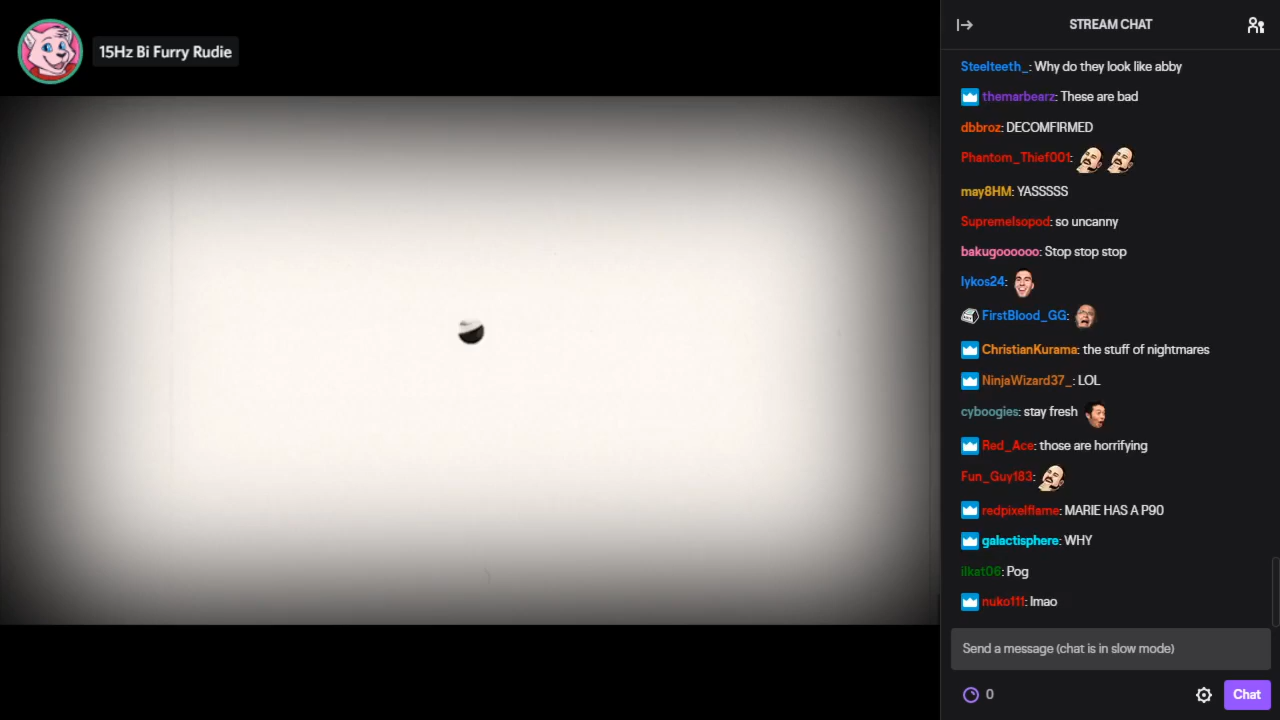 15Hz Bi Furry Rudie
STREAM CHAT
Steelteeth_: Why do they look like abby
themarbearz: These are bad
dbbroz: DECOMFIRMED
Phantom_Thief001:
may8HM: YASSSSS
SupremeIsopod: so uncanny
bakugoooooo: Stop stop stop
lykos24:
FirstBlood_GG:
ChristianKurama: the stuff of nightmares
NinjaWizard37_: LOL
cyboogies: stay fresh
Red_Ace: those are horrifying
Fun_Guy183:
redpixelflame: MARIE HAS A P90
galactisphere: WHY
ilkat06: Pog
nuko111: lmao
Send a message (chat is in slow mode)
0
Chat